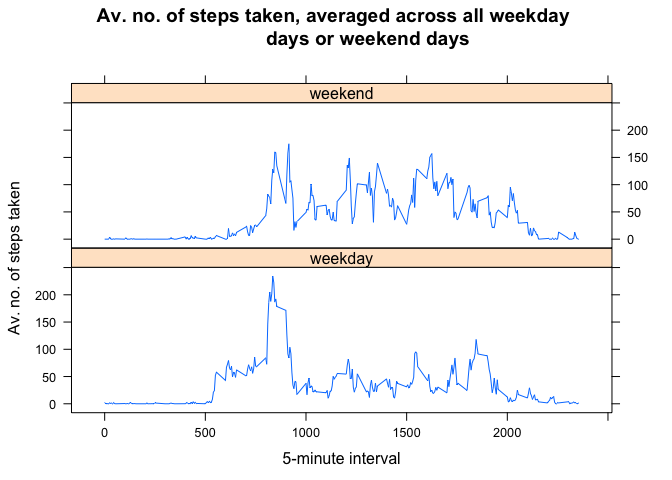 Av. no. of steps taken, averaged across all weekday
days or weekend days
weekend
200
150
100
50
0
weekday
200
150
100
50
0
Av. no. of steps taken
0 500 1000 1500 2000
5-minute interval